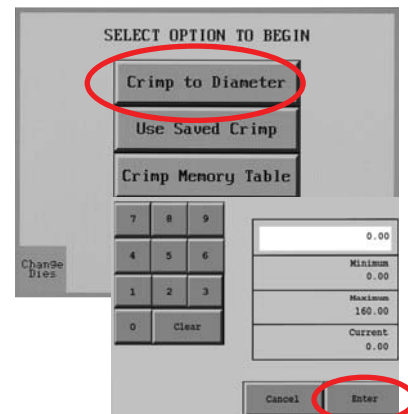 SELECT OPTION TO BEGIN
Crimp to Diameter
Use Saved Crimp
Crimp Memory Table
Change
Dies
7 8 9
4 5 6
1 2 3
0 Clear
0.00
Minimum
0.00
Maximum
160.00
Current
0.00
Cancel Enter